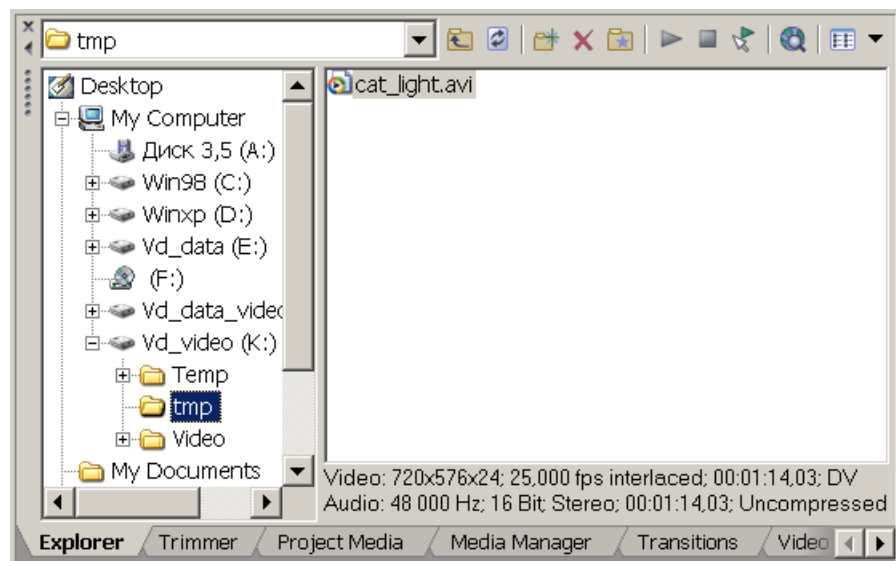 tmp
Desktop
My Computer
Диск 3,5 (A:)
Win98 (C:)
Winxp (D:)
Vd_data (E:)
(F:)
Vd_data_video
Vd_video (K:)
Temp
tmp
Video
My Documents
cat_light.avi
Video: 720x576x24; 25,000 fps interlaced; 00:01:14,03; DV
Audio: 48 000 Hz; 16 Bit; Stereo; 00:01:14,03; Uncompressed
Explorer Trimmer Project Media Media Manager Transitions Video